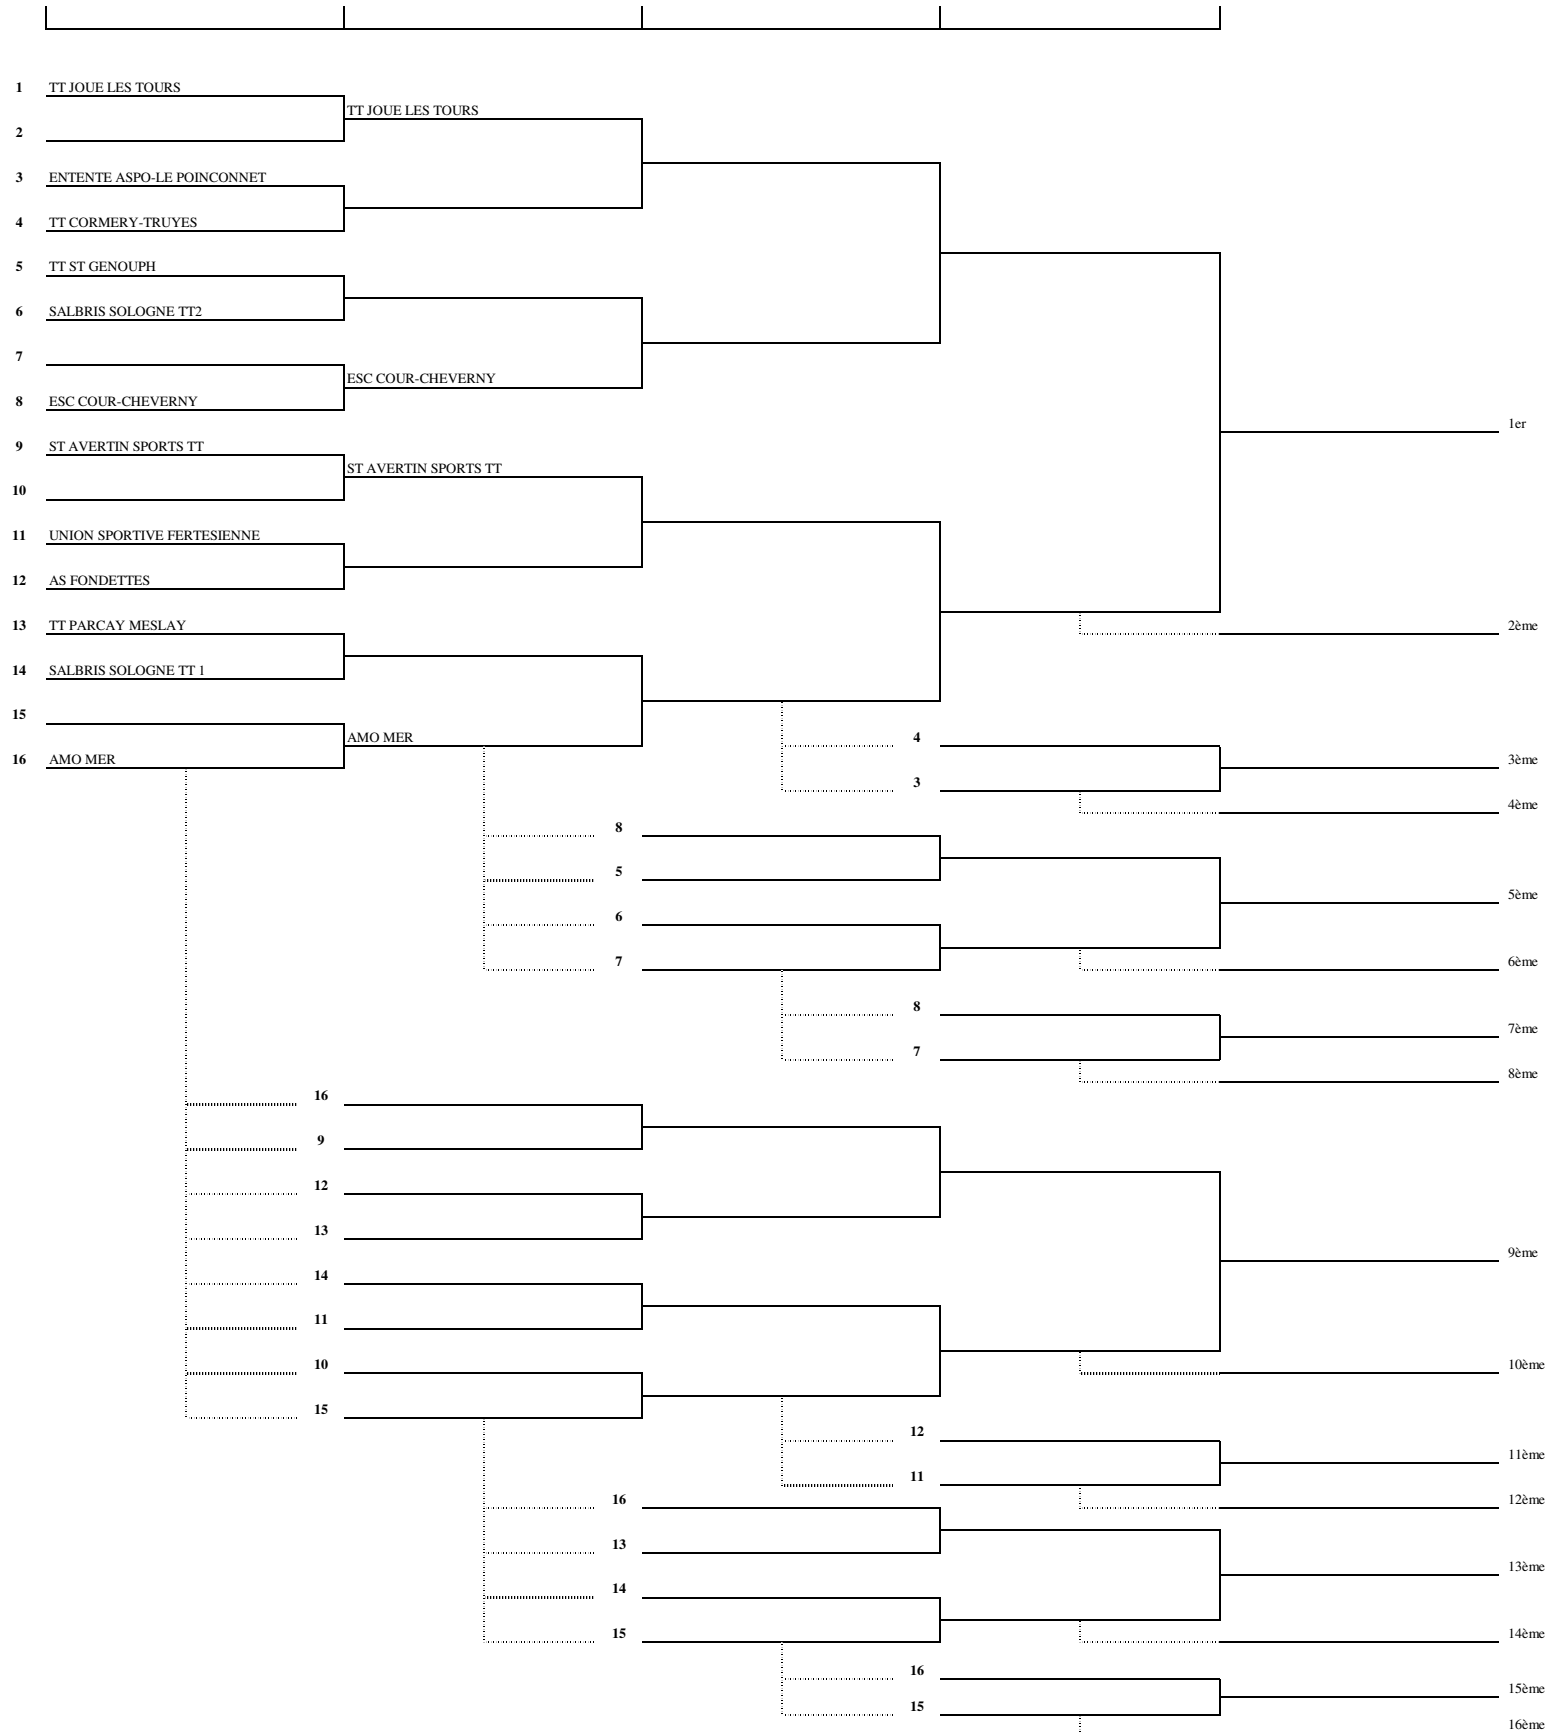 1 TT JOUE LES TOURS
TT JOUE LES TOURS
2
3 ENTENTE ASPO-LE POINCONNET
4 TT CORMERY-TRUYES
5 TT ST GENOUPH
6 SALBRIS SOLOGNE TT2
7
ESC COUR-CHEVERNY
8 ESC COUR-CHEVERNY
1er
9 ST AVERTIN SPORTS TT
ST AVERTIN SPORTS TT
10
11 UNION SPORTIVE FERTESIENNE
12 AS FONDETTES
13 TT PARCAY MESLAY
2ème
14 SALBRIS SOLOGNE TT 1
15
AMO MER
4
16 AMO MER
3ème
3
4ème
8
5
5ème
6
7
6ème
8
7ème
7
8ème
16
9
12
13
9ème
14
11
10
10ème
15
12
11ème
11
16
12ème
13
13ème
14
15
14ème
16
15ème
15
16ème